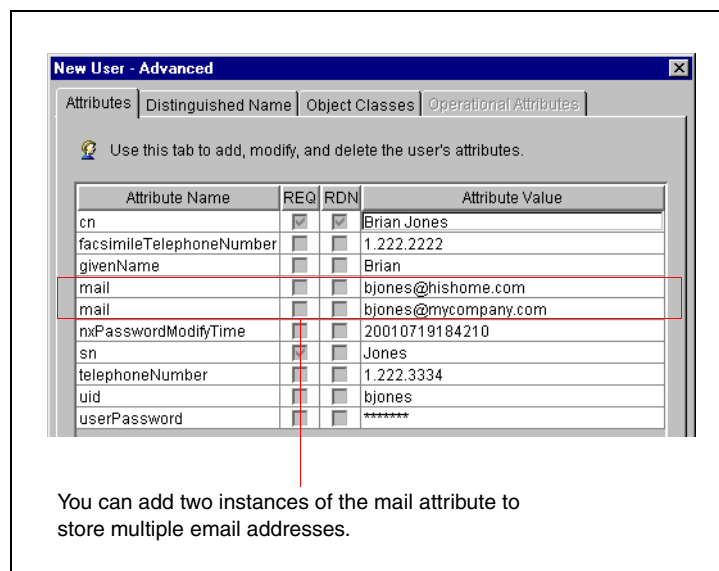 New User - Advanced
Attributes Distinguished Name Object Classes Operational Attributes
Use this tab to add, modify, and delete the user's attributes.
Attribute Name REQ RDN Attribute Value
cn Brian Jones
facsimileTelephoneNumber 1.222.2222
givenName Brian
mail bjones@hishome.com
mail bjones@mycompany.com
nxPasswordModifyTime 20010719184210
sn Jones
telephoneNumber 1.222.3334
uid bjones
userPassword *******
You can add two instances of the mail attribute to
store multiple email addresses.